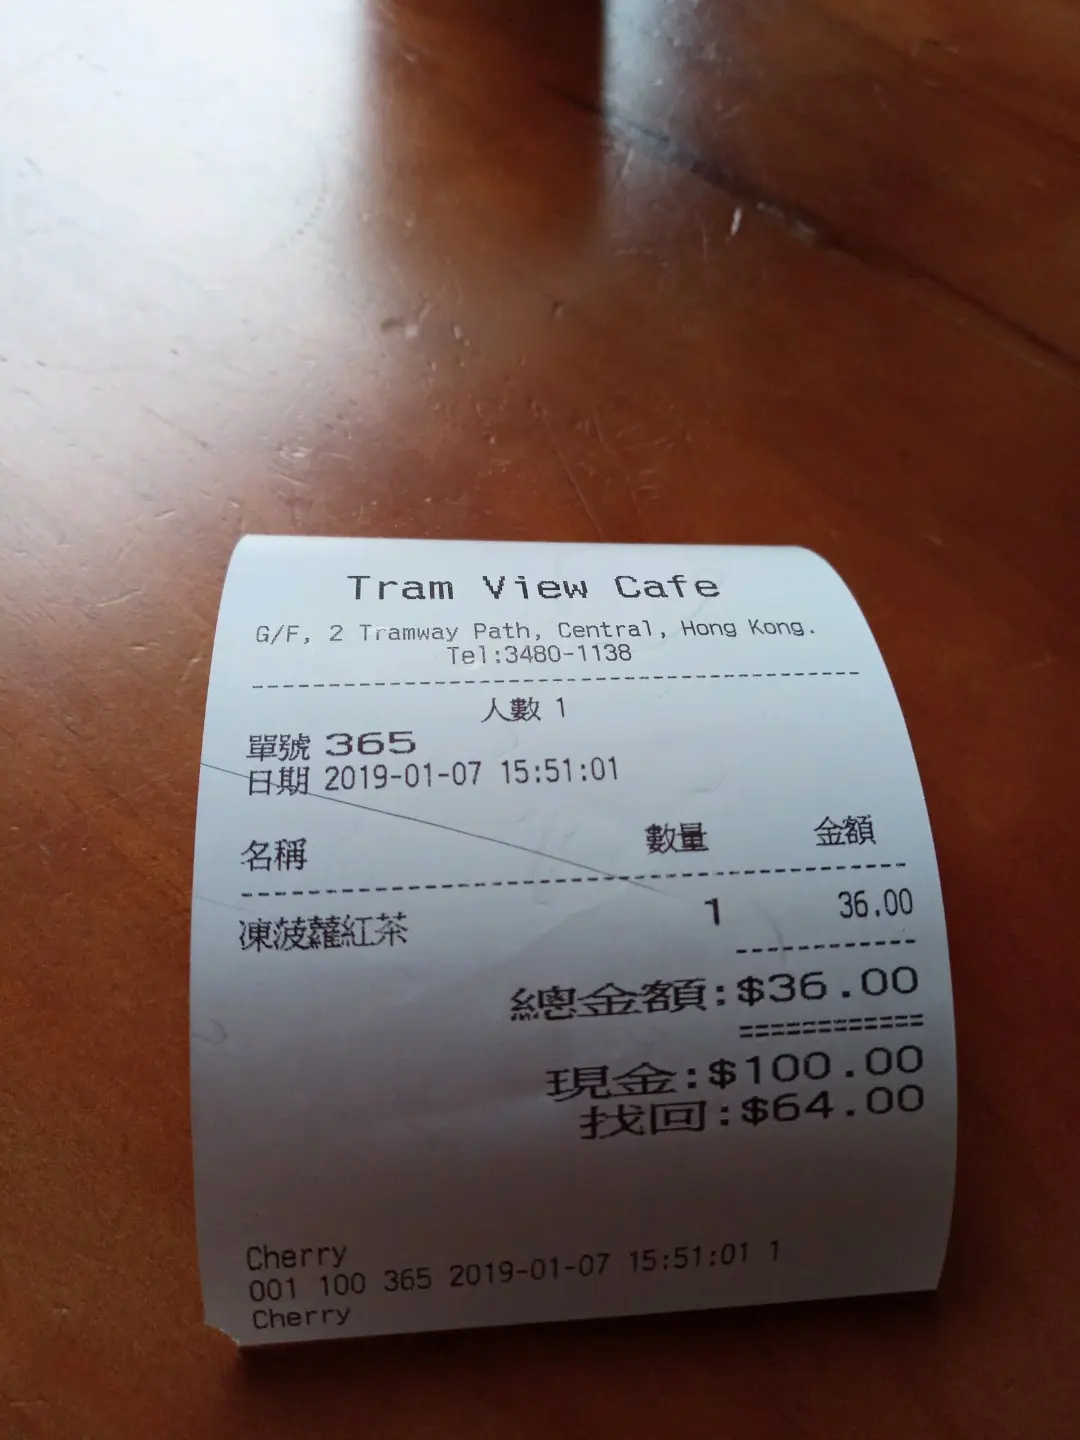 Tram View Cafe
G/F, 2 Tramway Path, Central, Hong Kong.
Tel:3480-1138
人數 1
單號 365
日期 2019-01-07 15:51:01
名稱 數量 金額
凍菠蘿紅茶 1 36.00
總金額:$36.00
現金:$100.00
找回:$64.00
Cherry
001 100 365 2019-01-07 15:51:01 1
Cherry